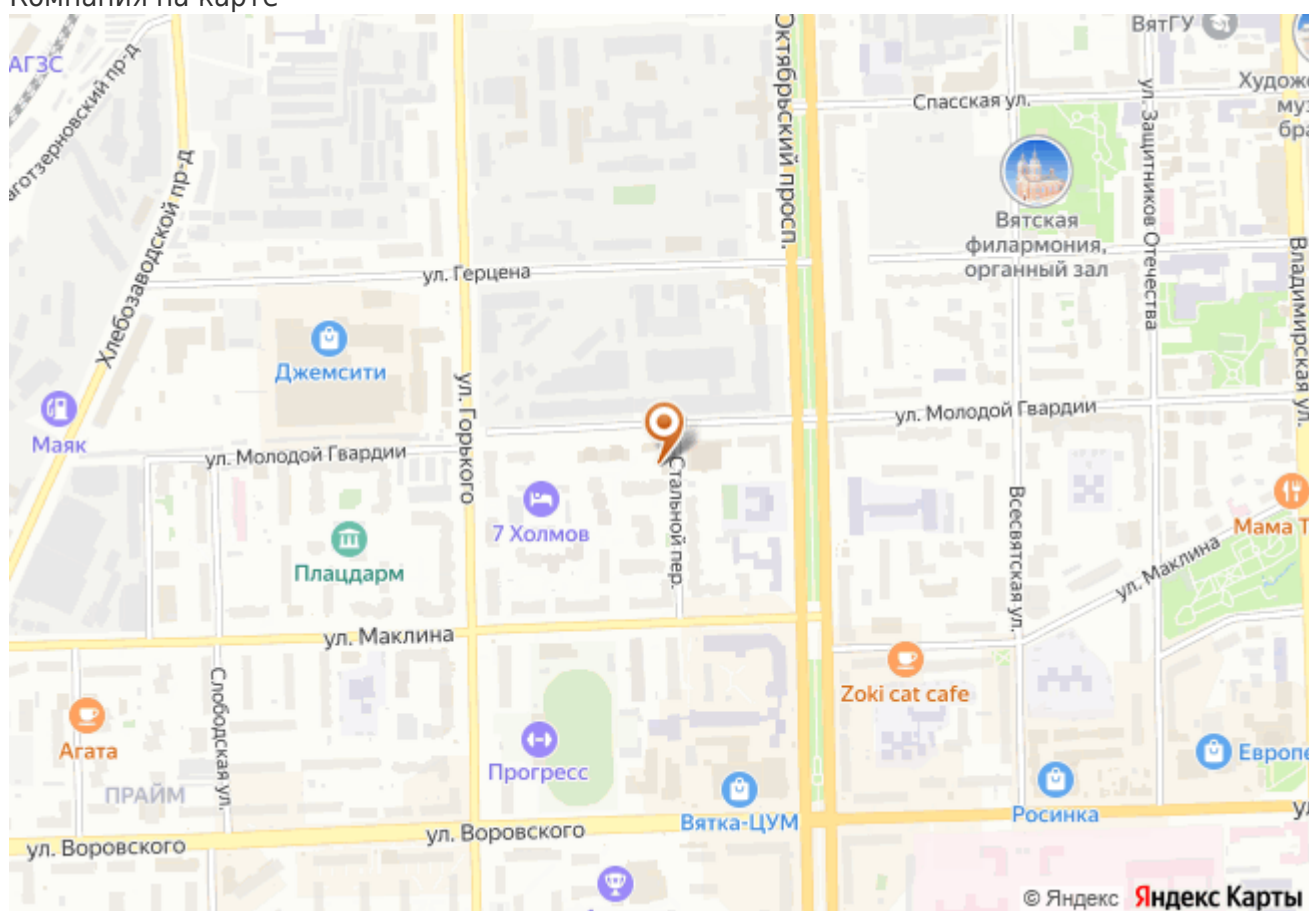 Компания на карте
АГЗС
Хлебозаводской пр-д
ул. Герцена
Джемсити
Маяк
ул. Молодой Гвардии
ул. Горького
7 Холмов
Плацдарм
Стальной пер.
ул. Маклина
Слободская ул.
Агата
ПРАЙМ
Прогресс
Вятка-ЦУМ
ул. Воровского
ул. Воровского
Октябрьский просп.
ВятГУ
Спасская ул.
ул. Защитников Отечества
Вятская
филармония,
органный зал
Владимирская ул.
ул. Молодой Гвардии
Всесвятская ул.
ул. Маклина
Мама Т
Zoki cat cafe
Европе
Росинка
© Яндекс Яндекс Карты